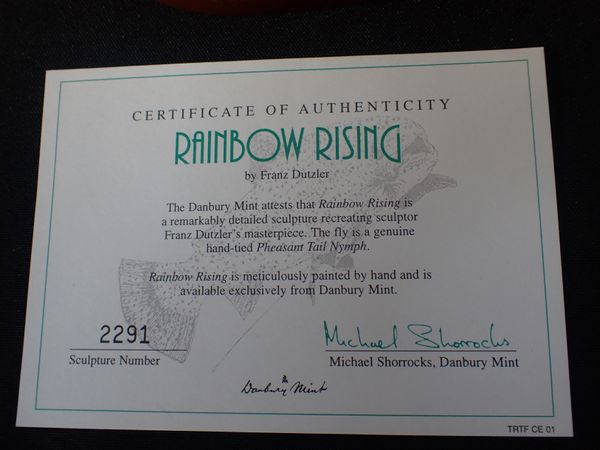 CERTIFICATE OF AUTHENTICITY
RAINBOW RISING
by Franz Dutzler
The Danbury Mint attests that Rainbow Rising is
a remarkably detailed sculpture recreating sculptor
Franz Dutzler's masterpiece. The fly is a genuine
hand-tied Pheasant Tail Nymph.
Rainbow Rising is meticulously painted by hand and is
available exclusively from Danbury Mint.
2291
Sculpture Number
Michael Shorrocks
Michael Shorrocks, Danbury Mint
Danbury Mint
TRTF CE 01